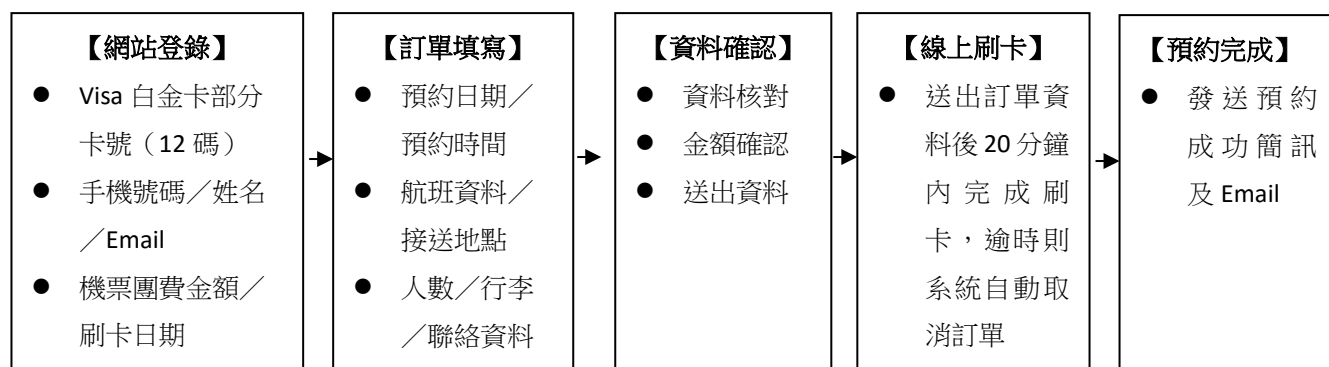 【網站登錄】
● Visa 白金卡部分
卡號（12 碼）
● 手機號碼／姓名
／Email
● 機票團費金額／
刷卡日期
【訂單填寫】
● 預約日期／
預約時間
● 航班資料／
接送地點
● 人數／行李
／聯絡資料
【資料確認】
● 資料核對
● 金額確認
● 送出資料
【線上刷卡】
● 送出訂單資
料後 20 分鐘
內完成刷
卡，逾時則
系統自動取
消訂單
【預約完成】
● 發送預約
成功簡訊
及 Email